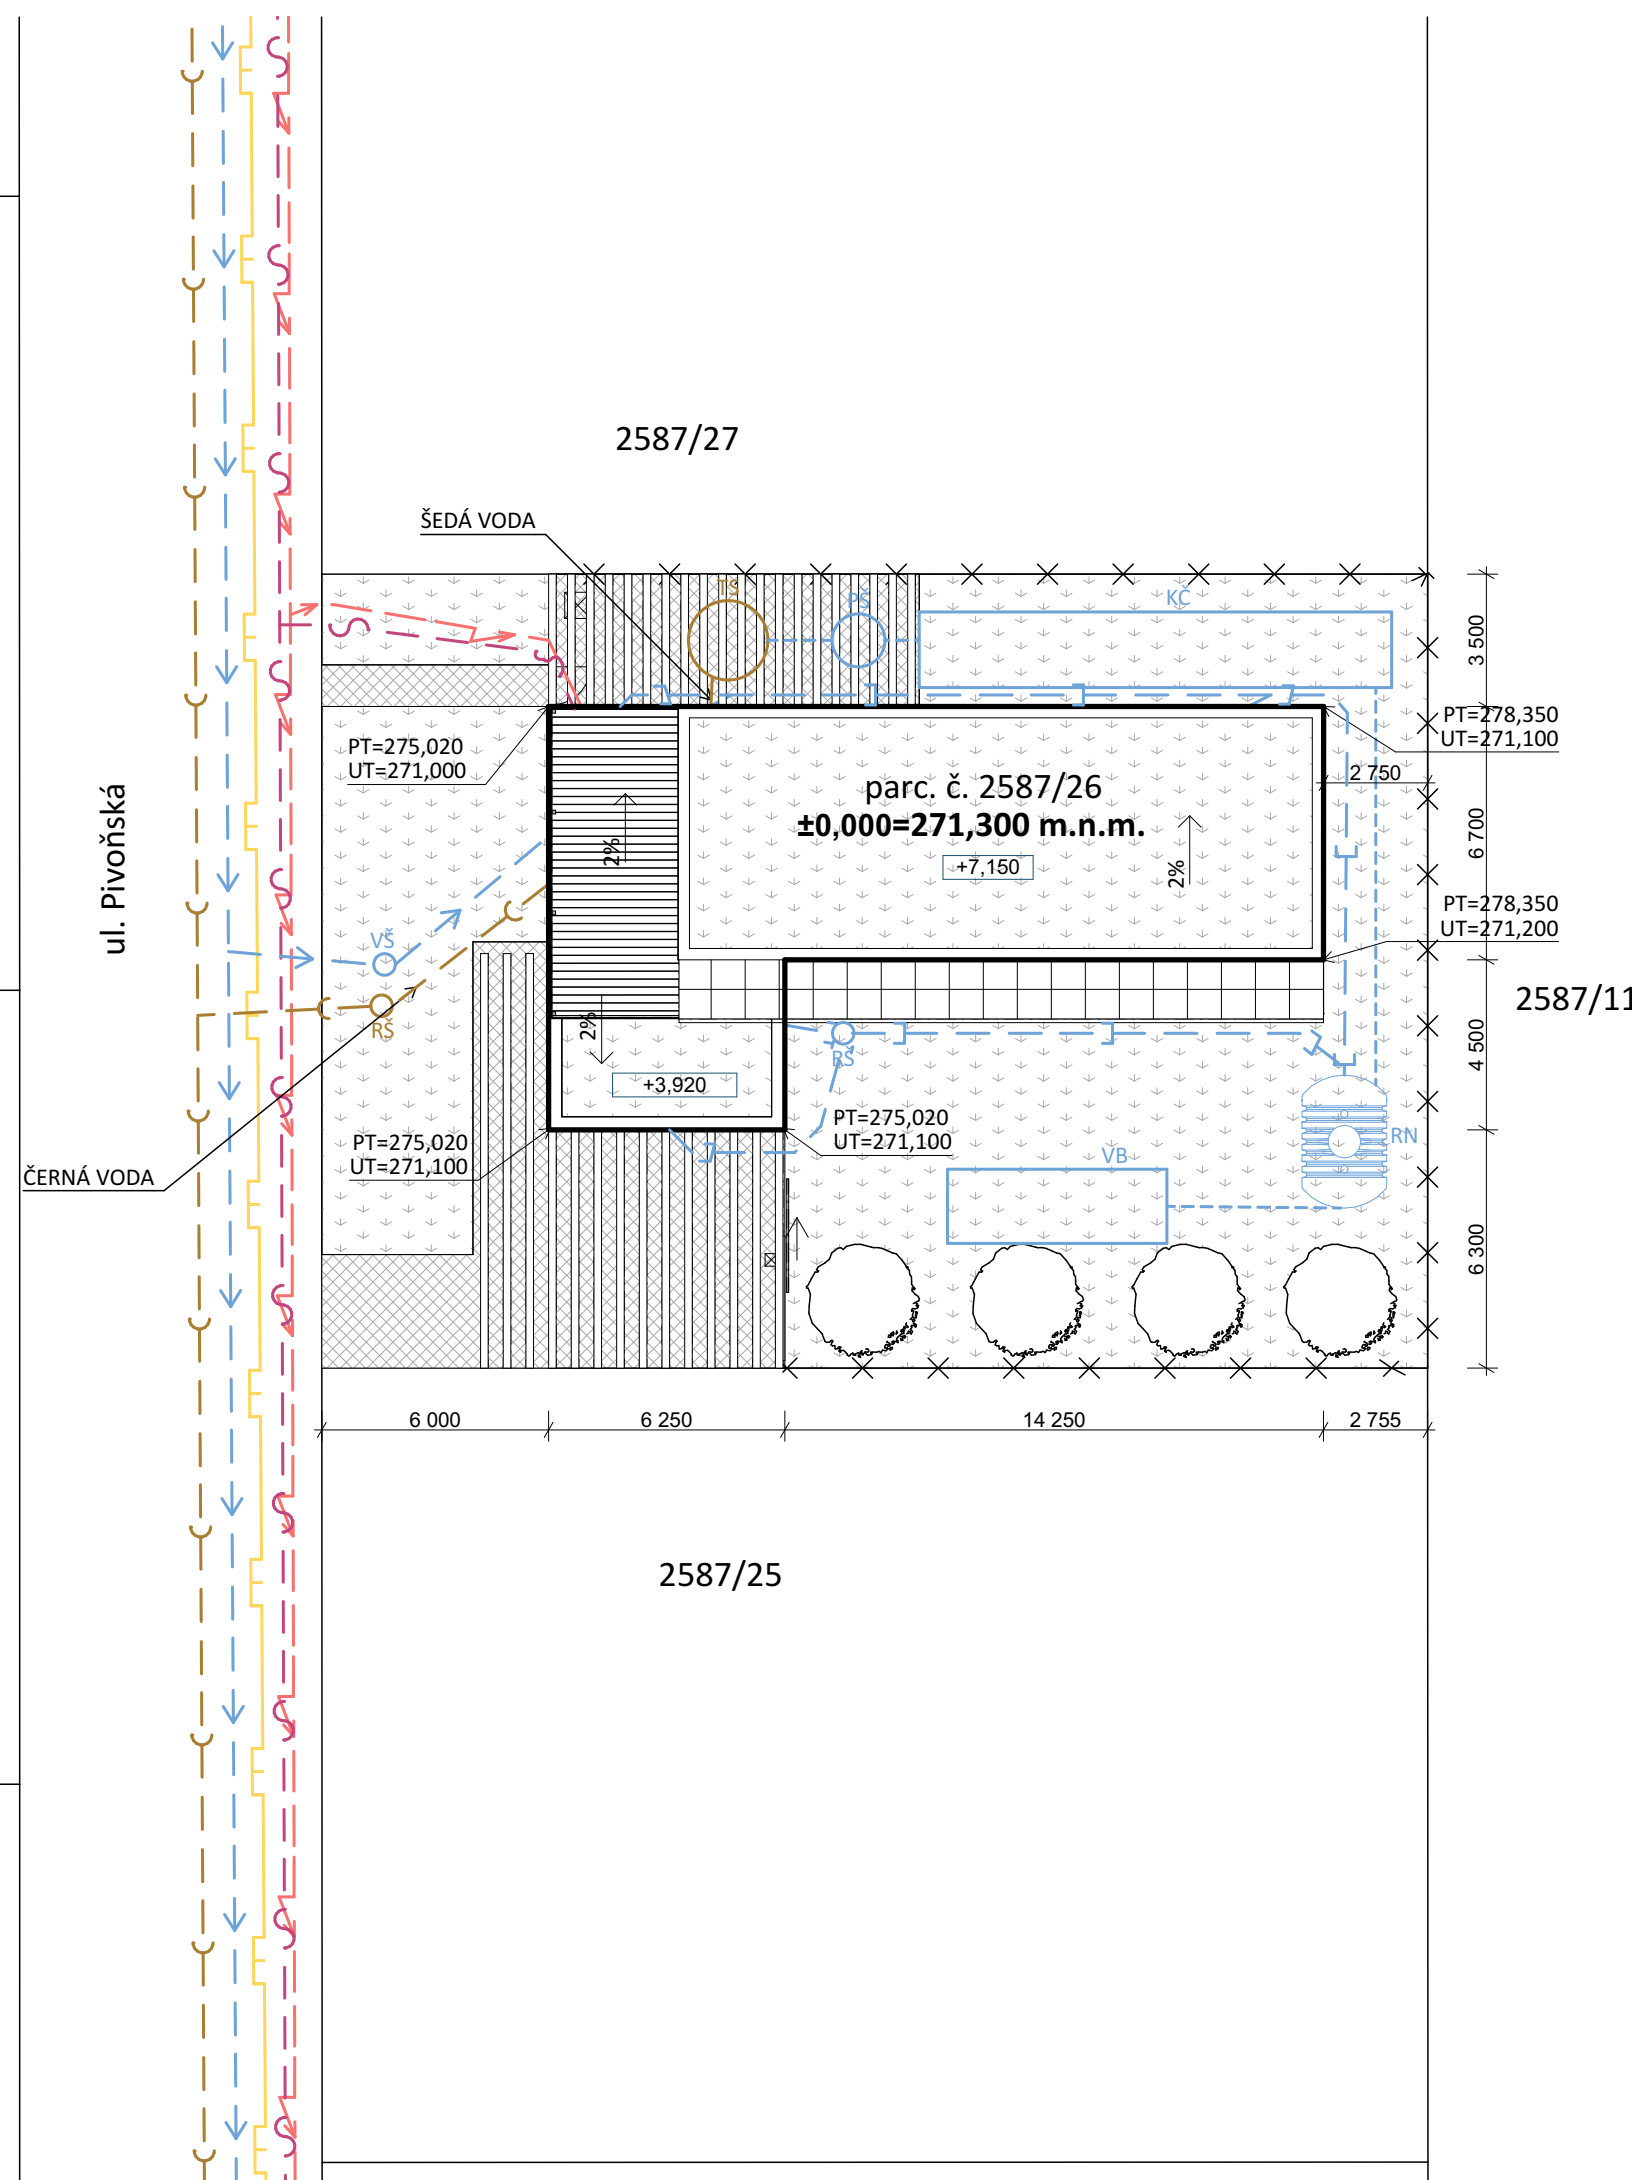 2587/27
ŠEDÁ VODA
TŠ
PŠ
KČ
3 500
PT=275,020
UT=271,000
PT=278,350
UT=271,100
2 750
parc. č. 2587/26
±0,000=271,300 m.n.m.
+7,150
2%
2%
6 700
ul. Pivoňská
PT=278,350
UT=271,200
VŠ
RŠ
2%
RŠ
2587/11
4 500
+3,920
PT=275,020
UT=271,100
PT=275,020
UT=271,100
RN
VB
ČERNÁ VODA
6 300
6 000
6 250
14 250
2 755
2587/25